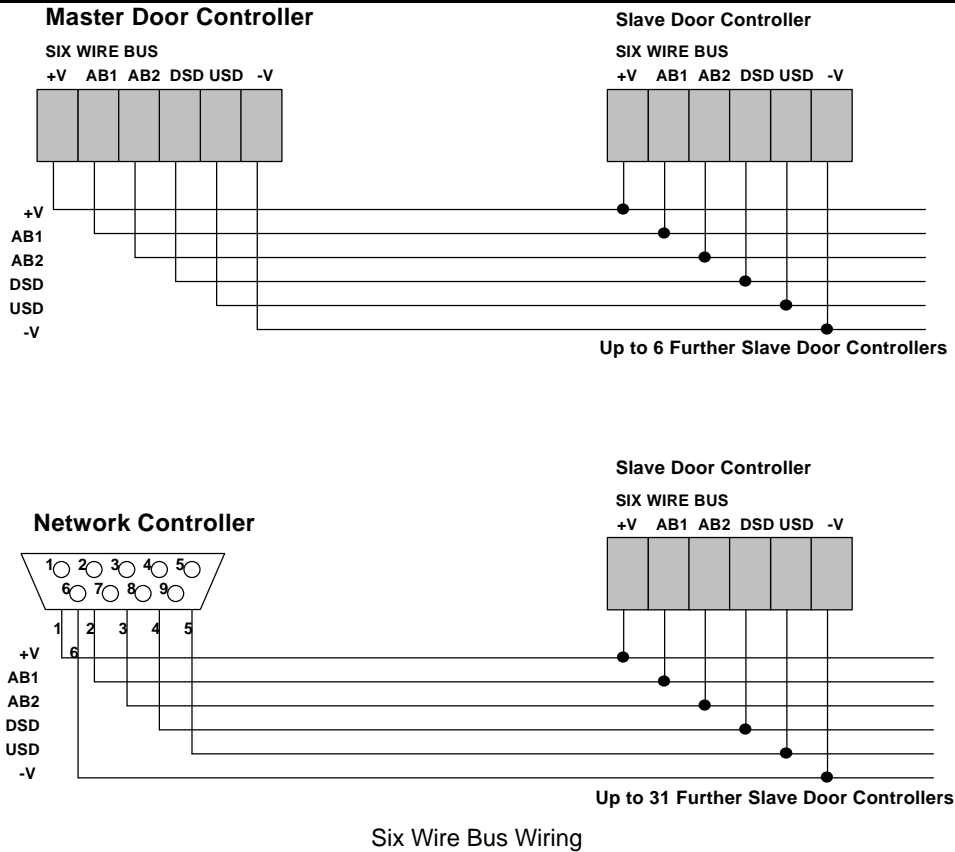 Master Door Controller
SIX WIRE BUS
+V AB1 AB2 DSD USD -V
Slave Door Controller
SIX WIRE BUS
+V AB1 AB2 DSD USD -V
+V
AB1
AB2
DSD
USD
-V
Up to 6 Further Slave Door Controllers
Network Controller
1 2 3 4 5
6 7 8 9
1 2 3 4 5
6
Slave Door Controller
SIX WIRE BUS
+V AB1 AB2 DSD USD -V
+V
AB1
AB2
DSD
USD
-V
Up to 31 Further Slave Door Controllers
Six Wire Bus Wiring